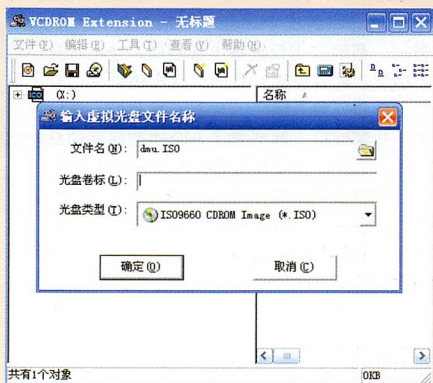 VCDROM Extension - 无标题
文件(F) 编辑(E) 工具(T) 查看(V) 帮助(H)
(X:)
名称
输入虚拟光盘文件名称
文件名(N): dmu.ISO
光盘卷标(L):
光盘类型(T): ISO9660 CDROM Image (*.ISO)
确定(O) 取消(C)
共有1个对象 0KB